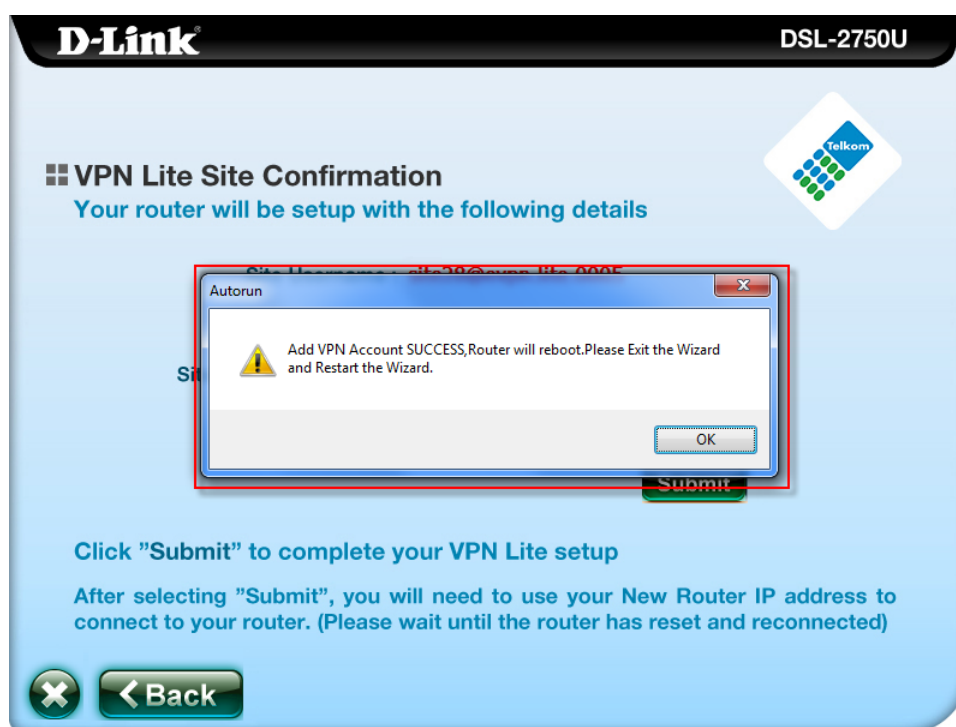 D-Link®
DSL-2750U
Telkom
VPN Lite Site Confirmation
Your router will be setup with the following details
Autorun
Add VPN Account SUCCESS,Router will reboot.Please Exit the Wizard
and Restart the Wizard.
OK
Submit
Click ”Submit” to complete your VPN Lite setup
After selecting ”Submit”, you will need to use your New Router IP address to
connect to your router. (Please wait until the router has reset and reconnected)
Back